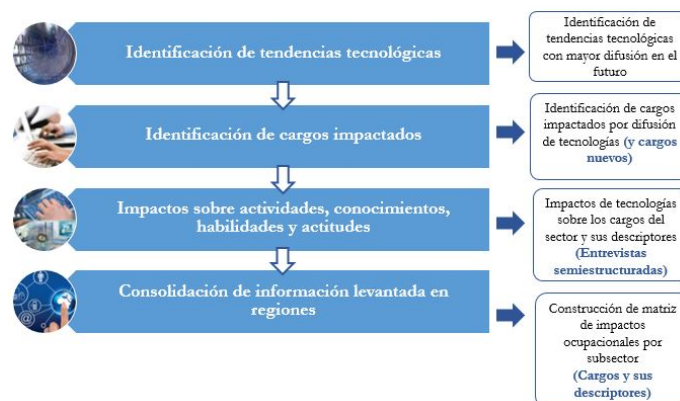 Identificación de tendencias tecnológicas
Identificación de
tendencias tecnológicas
con mayor difusión en el
futuro
Identificación de cargos impactados
Identificación de cargos
impactados por difusión
de tecnologías (y cargos
nuevos)
Impactos sobre actividades, conocimientos,
habilidades y actitudes
Impactos de tecnologías
sobre los cargos del
sector y sus descriptores
(Entrevistas
semiestructuradas)
Consolidación de información levantada en
regiones
Construcción de matriz
de impactos
ocupacionales por
subsector
(Cargos y sus
descriptores)